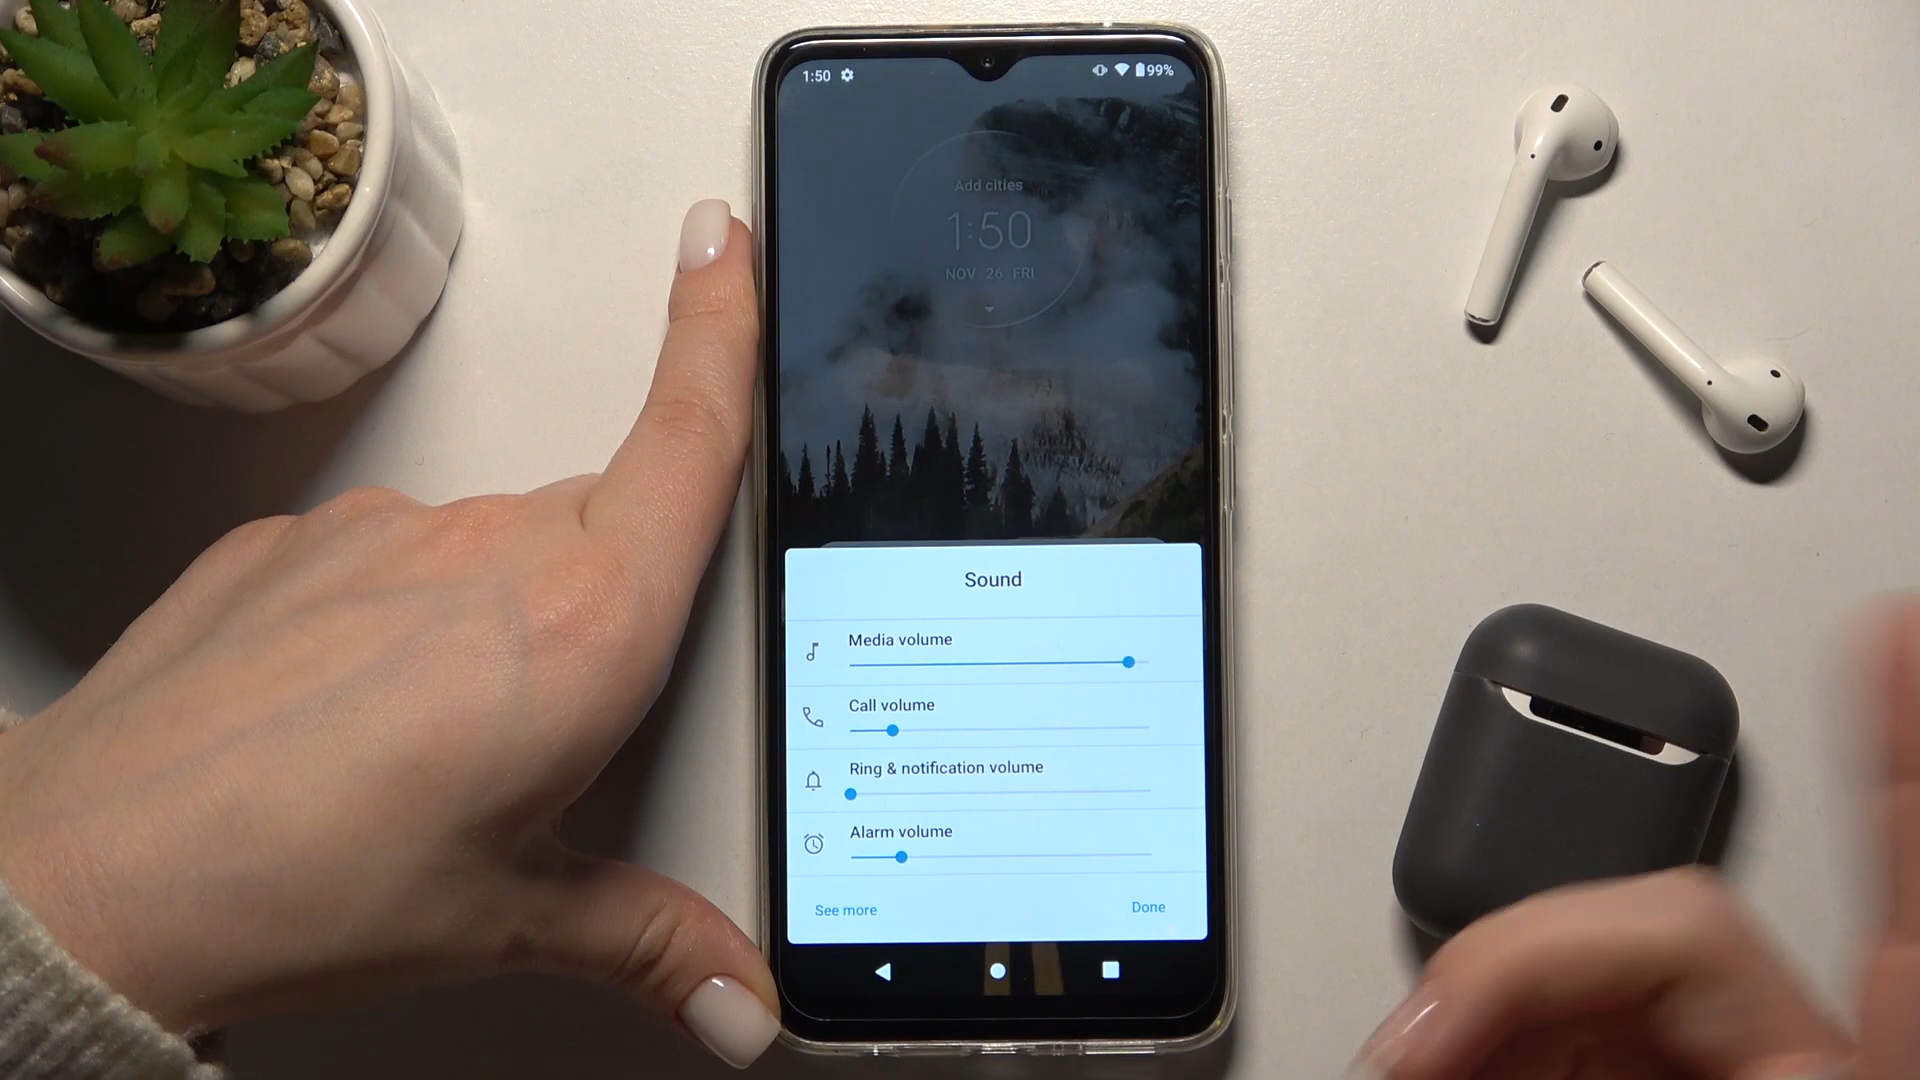 1:50
99%
Add cities
1:50
NOV 26 FRI
Sound
Media volume
Call volume
Ring & notification volume
Alarm volume
See more
Done